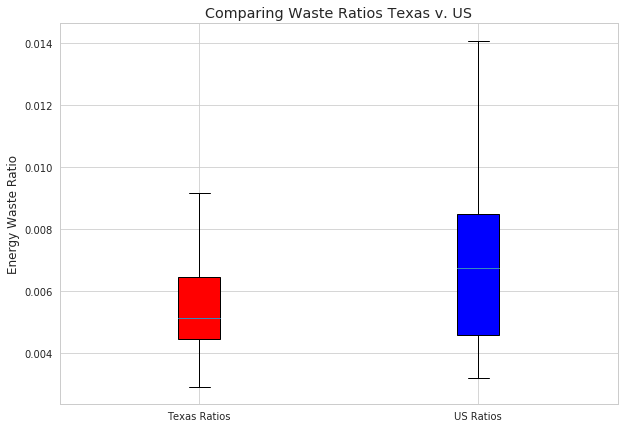 Comparing Waste Ratios Texas v. US
Energy Waste Ratio
0.014
0.012
0.010
0.008
0.006
0.004
Texas Ratios
US Ratios